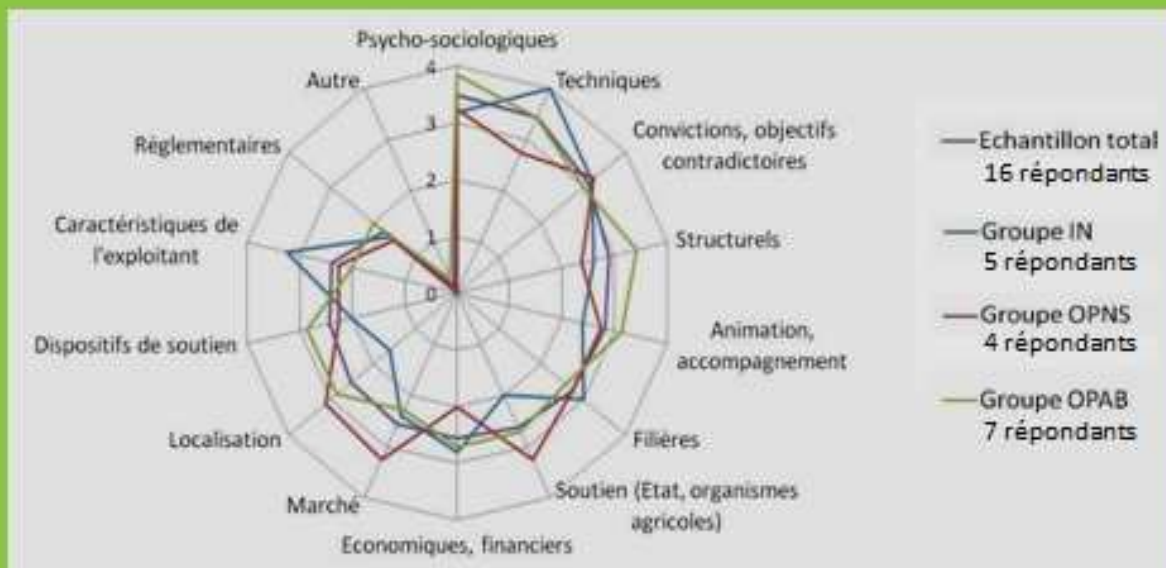 Psycho-sociologiques
Autre
Techniques
Réglementaires
Convictions, objectifs
contradictoires
Caractéristiques de
l'exploitant
Structurels
Dispositifs de soutien
Animation,
accompagnement
Localisation
Filières
Marché
Soutien (Etat, organismes
agricoles)
Economiques, financiers
4
3
2
1
0
Echantillon total
16 répondants
Groupe IN
5 répondants
Groupe OPNS
4 répondants
Groupe OPAB
7 répondants